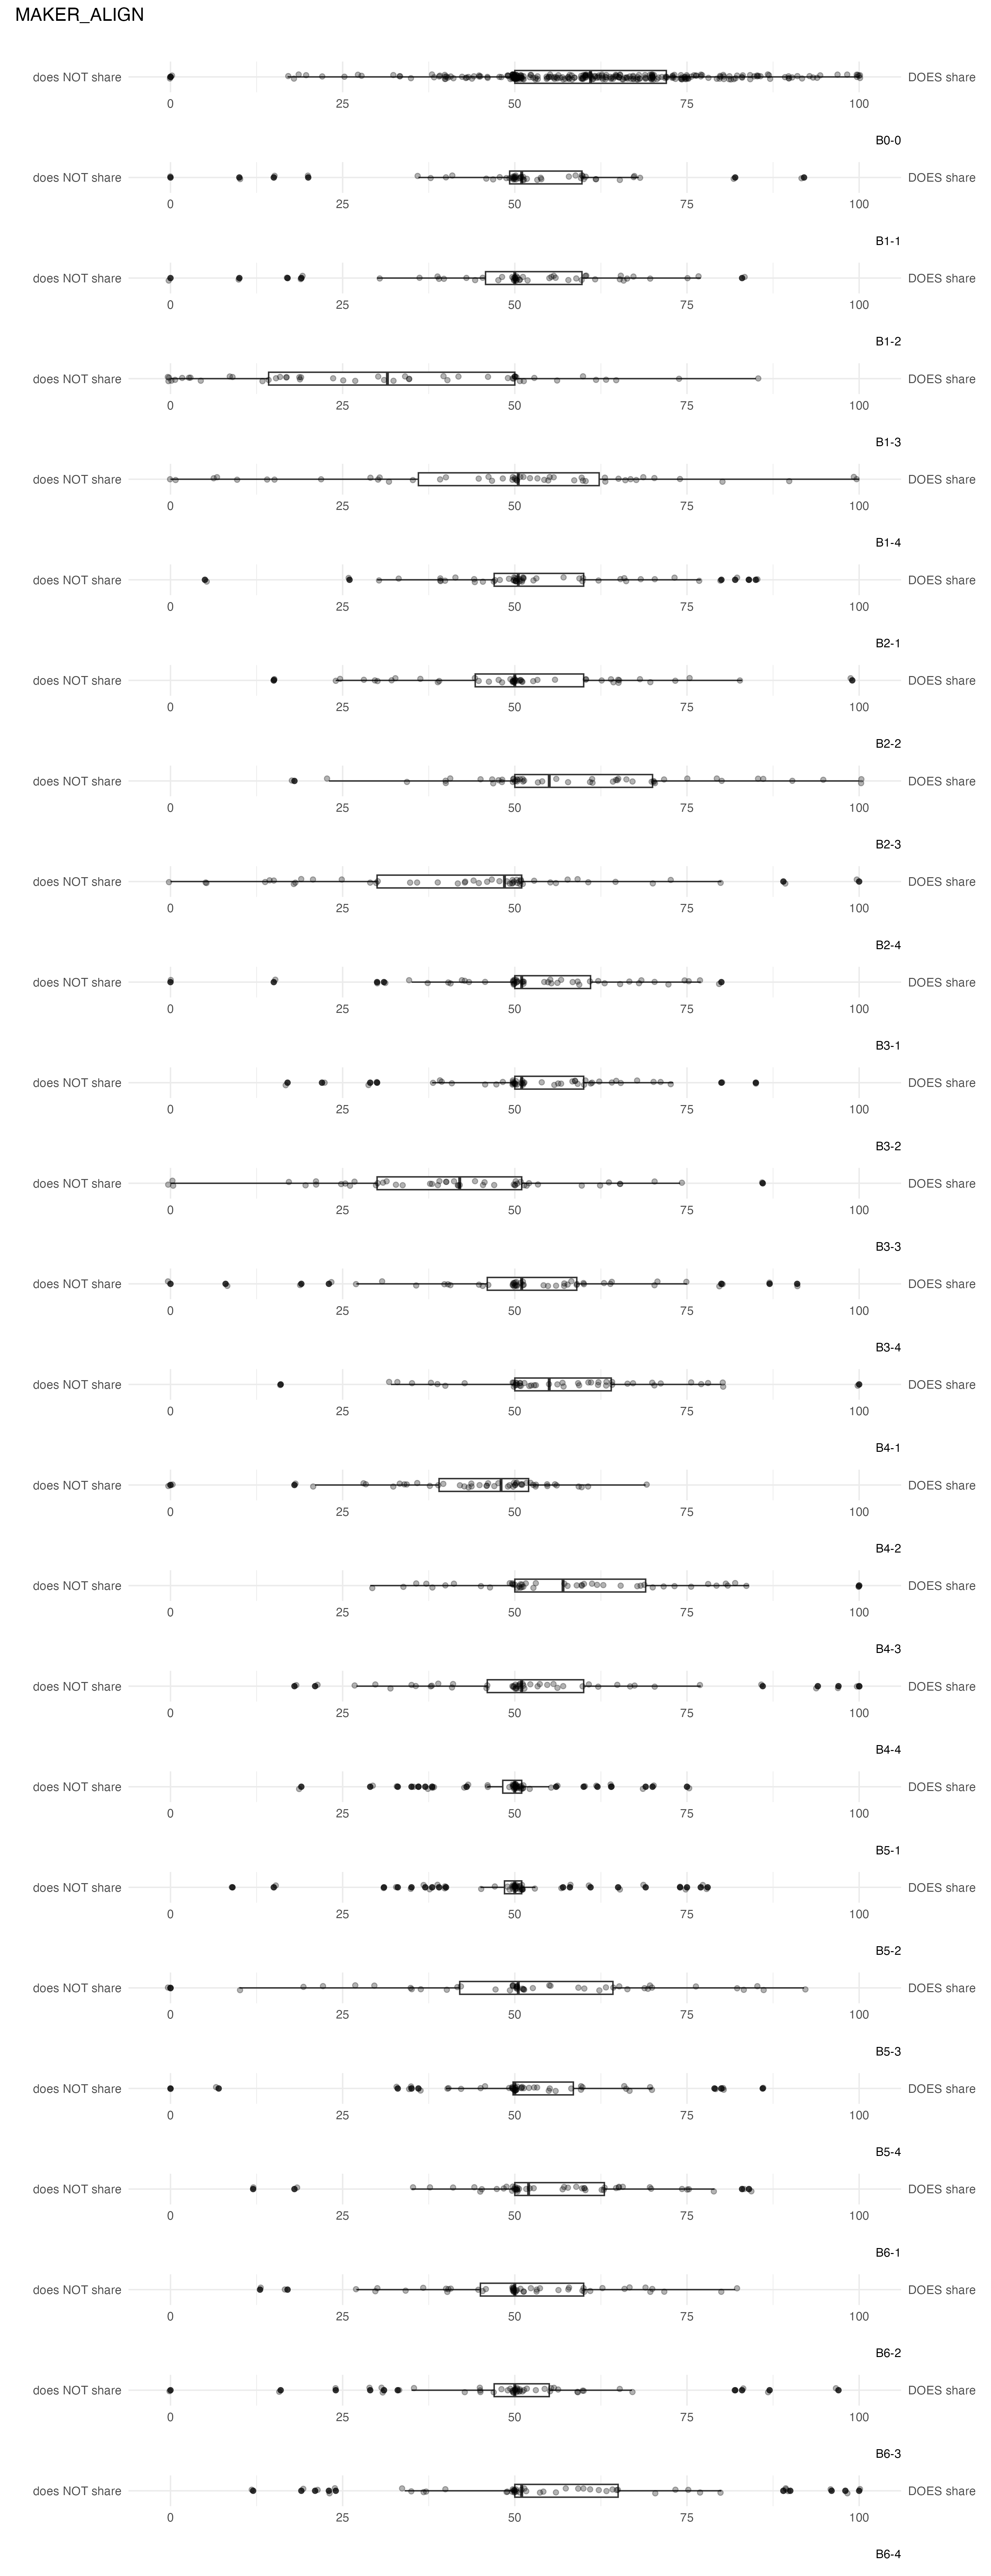 MAKER_ALIGN
does NOT share DOES share
0 25 50 75 100
B0-0
does NOT share DOES share
0 25 50 75 100
B1-1
does NOT share DOES share
0 25 50 75 100
B1-2
does NOT share DOES share
0 25 50 75 100
B1-3
does NOT share DOES share
0 25 50 75 100
B1-4
does NOT share DOES share
0 25 50 75 100
B2-1
does NOT share DOES share
0 25 50 75 100
B2-2
does NOT share DOES share
0 25 50 75 100
B2-3
does NOT share DOES share
0 25 50 75 100
B2-4
does NOT share DOES share
0 25 50 75 100
B3-1
does NOT share DOES share
0 25 50 75 100
B3-2
does NOT share DOES share
0 25 50 75 100
B3-3
does NOT share DOES share
0 25 50 75 100
B3-4
does NOT share DOES share
0 25 50 75 100
B4-1
does NOT share DOES share
0 25 50 75 100
B4-2
does NOT share DOES share
0 25 50 75 100
B4-3
does NOT share DOES share
0 25 50 75 100
B4-4
does NOT share DOES share
0 25 50 75 100
B5-1
does NOT share DOES share
0 25 50 75 100
B5-2
does NOT share DOES share
0 25 50 75 100
B5-3
does NOT share DOES share
0 25 50 75 100
B5-4
does NOT share DOES share
0 25 50 75 100
B6-1
does NOT share DOES share
0 25 50 75 100
B6-2
does NOT share DOES share
0 25 50 75 100
B6-3
does NOT share DOES share
0 25 50 75 100
B6-4